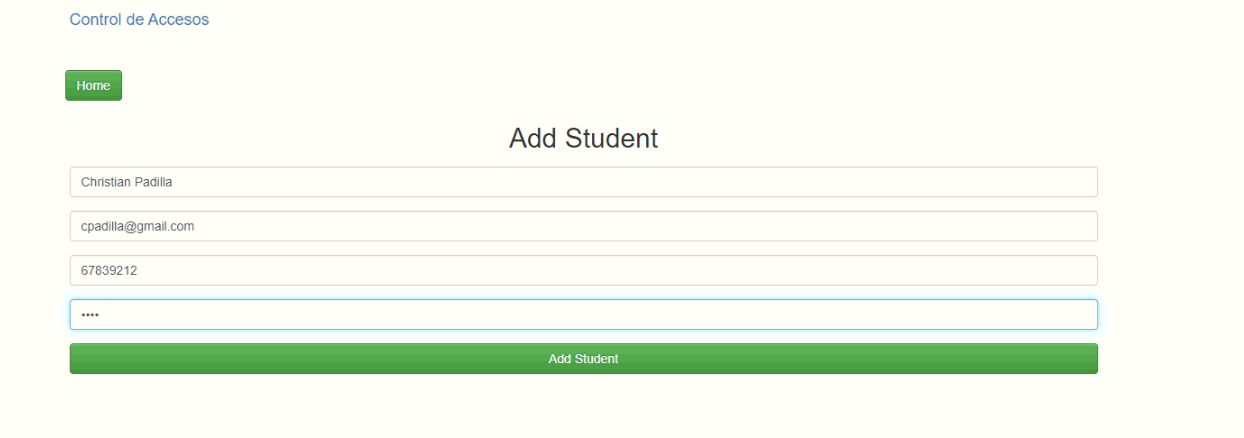 Control de Accesos
Home
Add Student
Christian Padilla
cpadilla@gmail.com
67839212
••••
Add Student